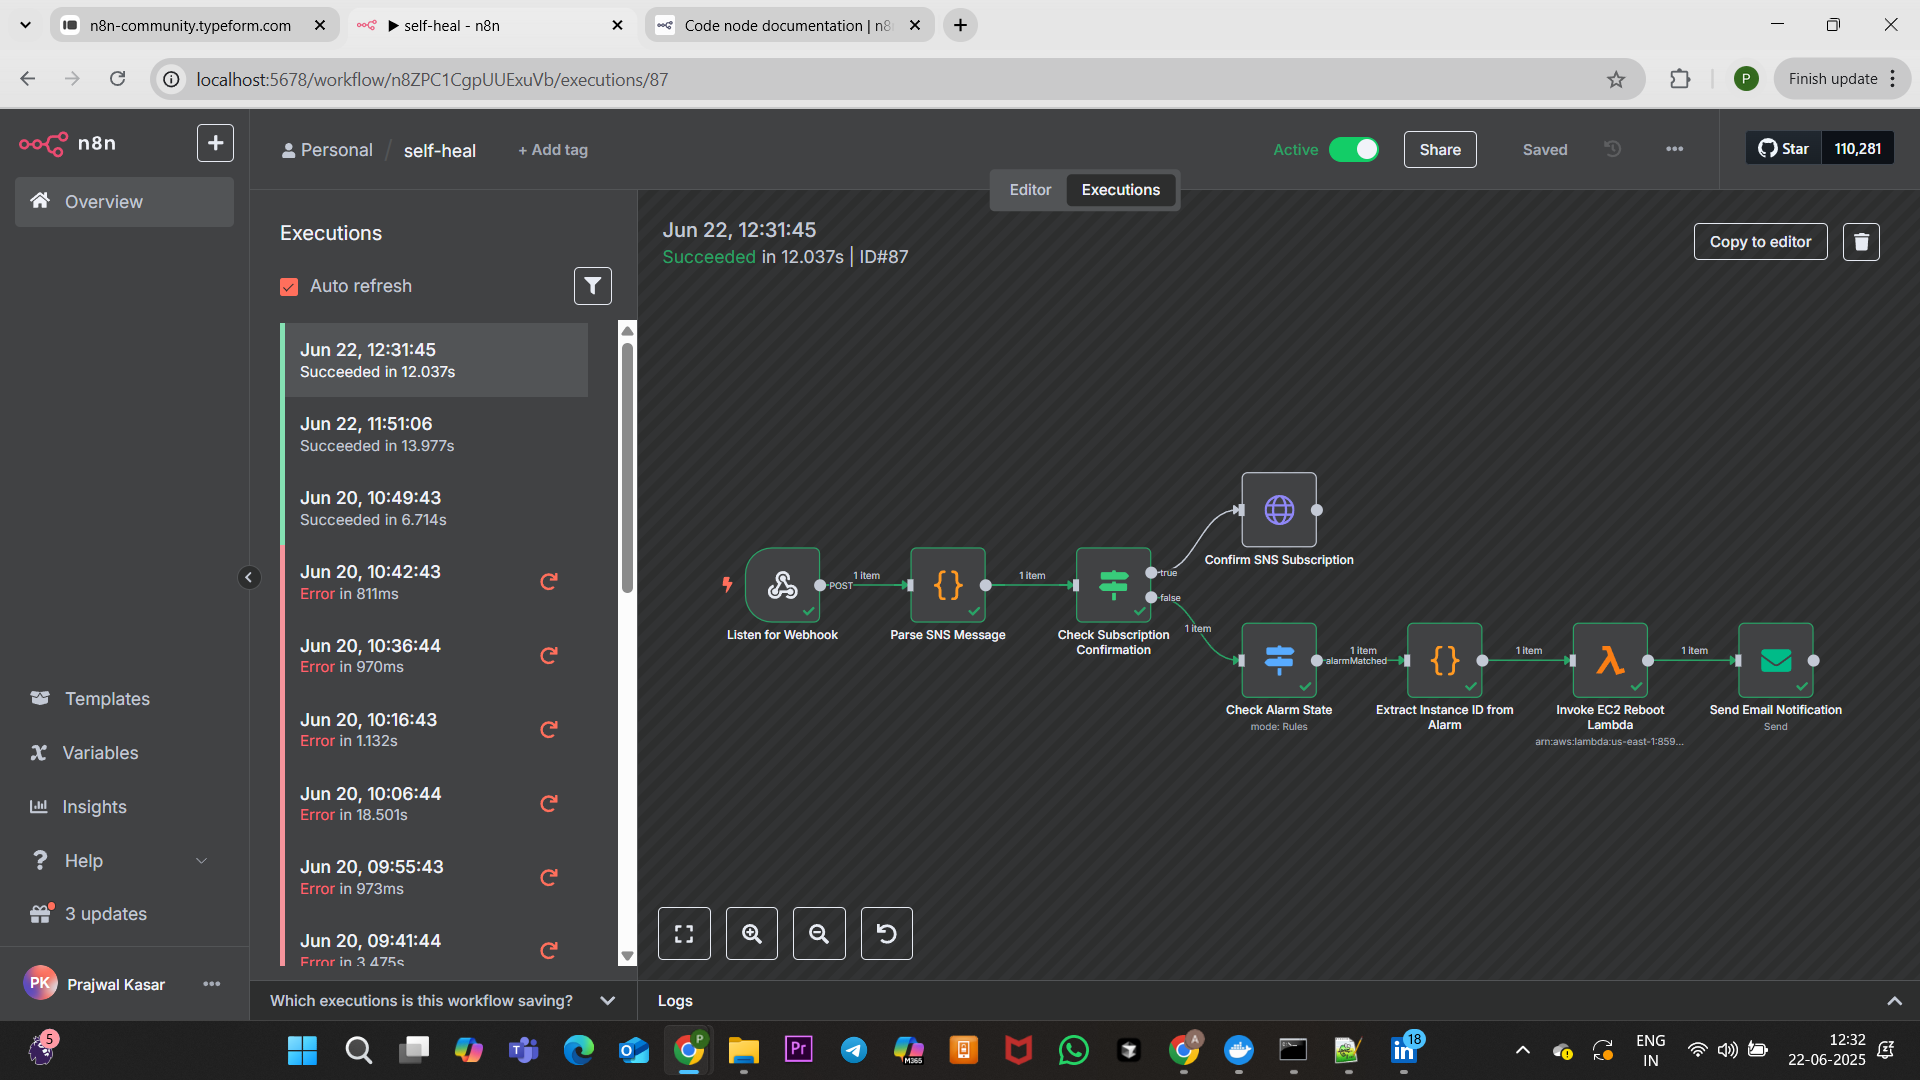 n8n-community.typeform.com
▶ self-heal - n8n
Code node documentation | n8
localhost:5678/workflow/n8ZPC1CgpUUExuVb/executions/87
P
Finish update
n8n
Personal / self-heal
+ Add tag
Active
Share
Saved
Star 110,281
Editor
Executions
Overview
Templates
Variables
Insights
Help
3 updates
PK
Prajwal Kasar
Executions
Auto refresh
Jun 22, 12:31:45
Succeeded in 12.037s
Jun 22, 11:51:06
Succeeded in 13.977s
Jun 20, 10:49:43
Succeeded in 6.714s
Jun 20, 10:42:43
Error in 811ms
Jun 20, 10:36:44
Error in 970ms
Jun 20, 10:16:43
Error in 1.132s
Jun 20, 10:06:44
Error in 18.501s
Jun 20, 09:55:43
Error in 973ms
Jun 20, 09:41:44
Error in 3.475s
Which executions is this workflow saving?
Jun 22, 12:31:45
Succeeded in 12.037s | ID#87
Copy to editor
Confirm SNS Subscription
POST
1 item
1 item
true
false
Listen for Webhook
Parse SNS Message
Check Subscription
Confirmation
1 item
1 item
alarmMatched
1 item
1 item
Check Alarm State
mode: Rules
Extract Instance ID from
Alarm
Invoke EC2 Reboot
Lambda
arn:aws:lambda:us-east-1:859...
Send Email Notification
Send
Logs
5
P
Pr
M365
A
18
ENG
IN
12:32
22-06-2025